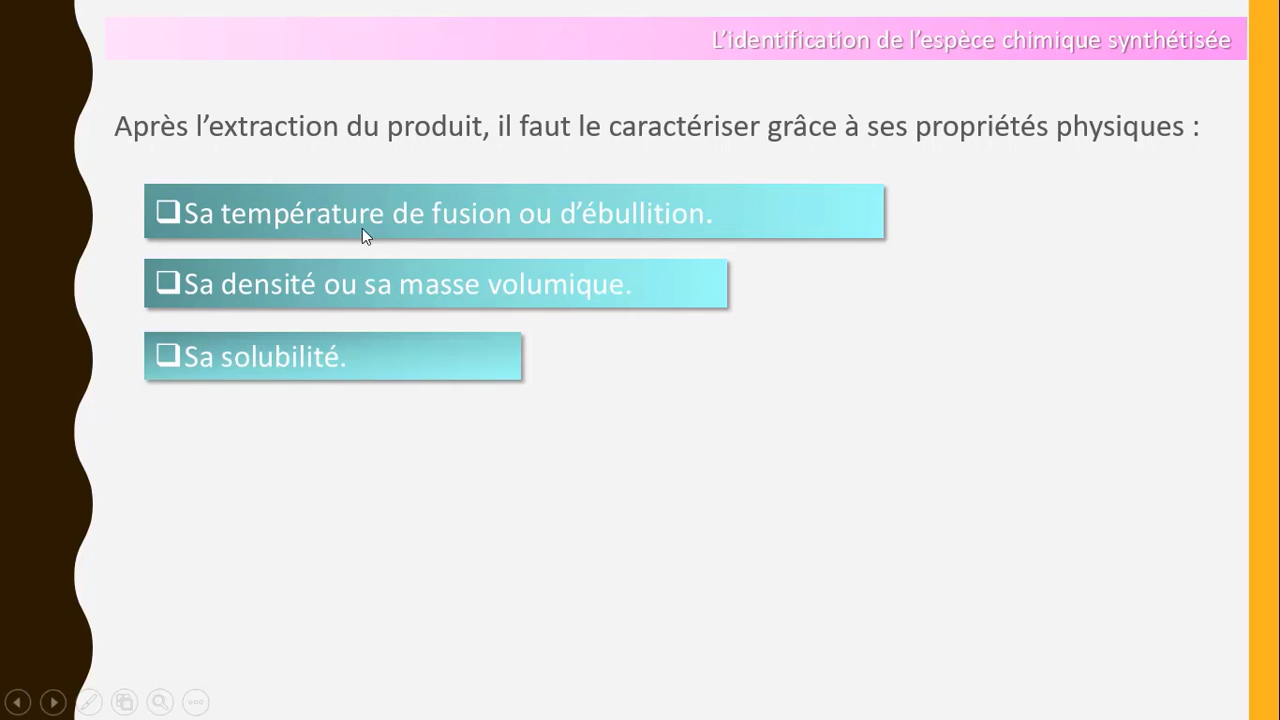 L’identification de l’espèce chimique synthétisée
Après l’extraction du produit, il faut le caractériser grâce à ses propriétés physiques :
❑Sa température de fusion ou d’ébullition.
❑Sa densité ou sa masse volumique.
❑Sa solubilité.